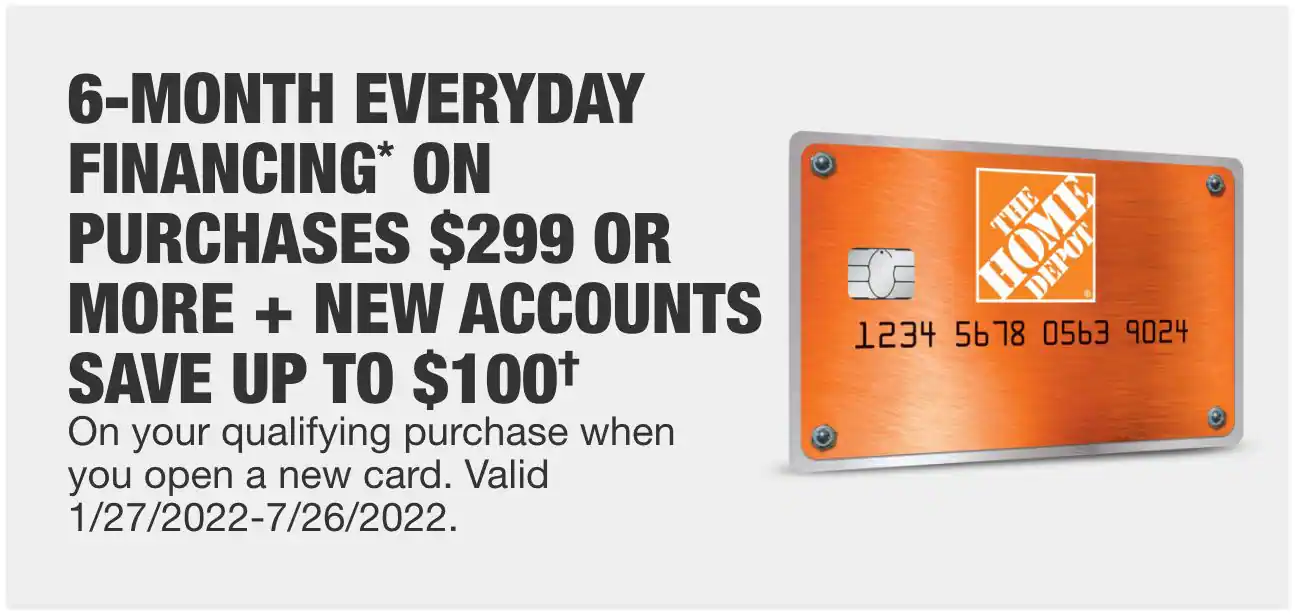 6-MONTH EVERYDAY
FINANCING* ON
PURCHASES $299 OR
MORE + NEW ACCOUNTS
SAVE UP TO $100†
On your qualifying purchase when
you open a new card. Valid
1/27/2022-7/26/2022.
THE
HOME
DEPOT
®
1234 5678 0563 9024